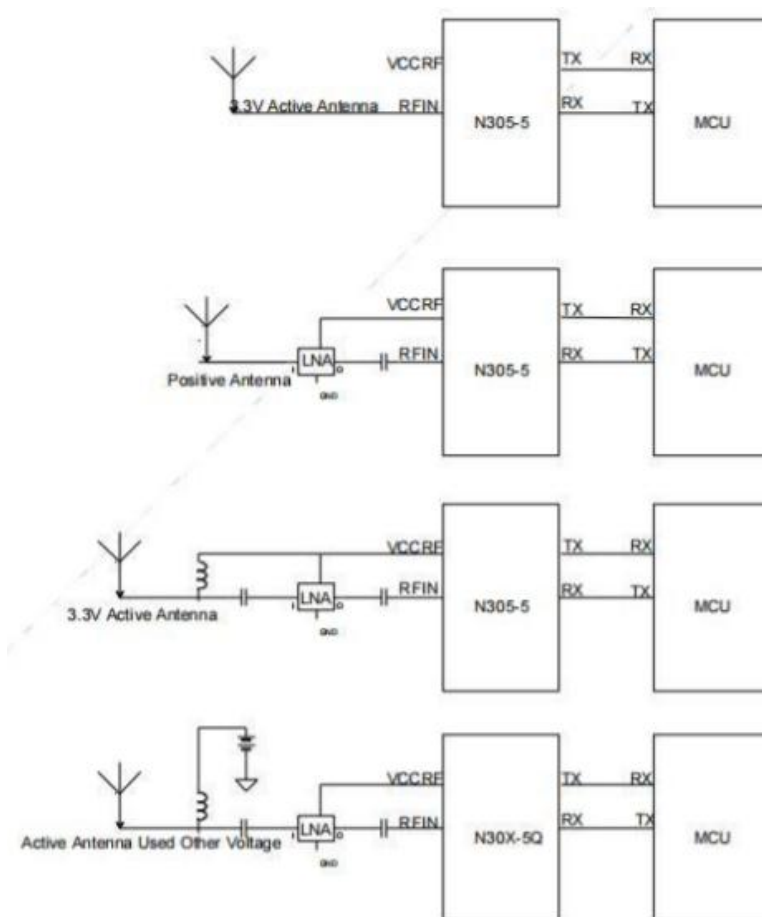 VCCRF TX RX
3.3V Active Antenna RFIN RX TX
N305-5 MCU
VCCRF TX RX
LNA RFIN RX TX
I O
Positive Antenna N305-5 MCU
GND
VCCRF TX RX
LNA RFIN RX TX
I O
3.3V Active Antenna N305-5 MCU
GND
VCCRF TX RX
LNA RFIN RX TX
I O
Active Antenna Used Other Voltage N30X-5Q MCU
GND